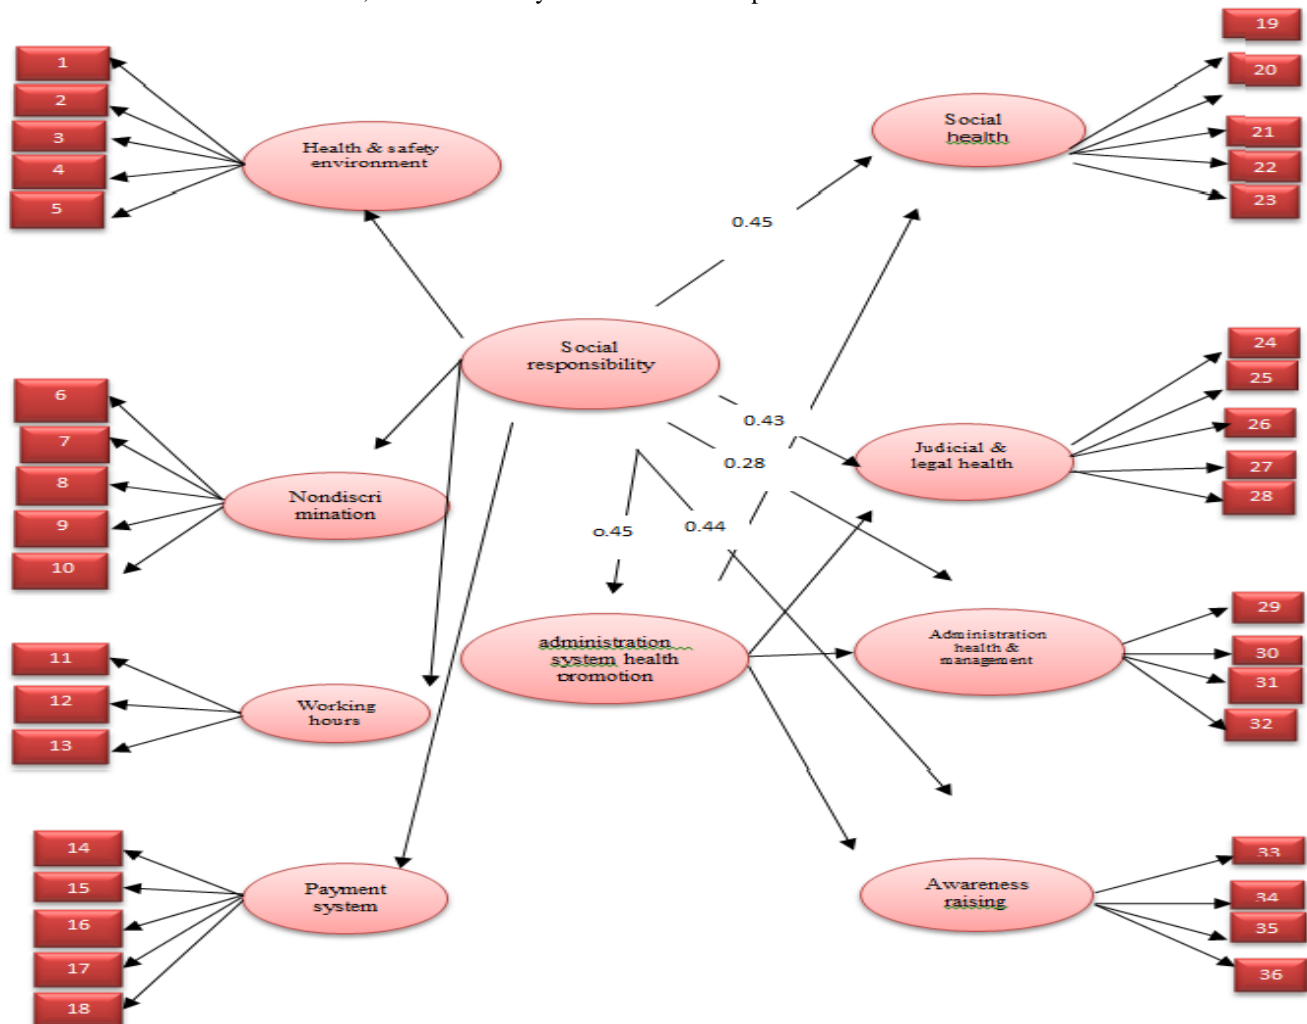 1
2
3
4
5
Health & safety
environment
19
20
21
22
23
Social
health
0.45
Social
responsibility
6
7
8
9
10
Nondiscri
mination
0.43
0.28
0.45
0.44
Judicial &
legal health
24
25
26
27
28
11
12
13
Working
hours
administration
system health
promotion
Administration
health &
management
29
30
31
32
14
15
16
17
18
Payment
system
Awareness
raising
33
34
35
36